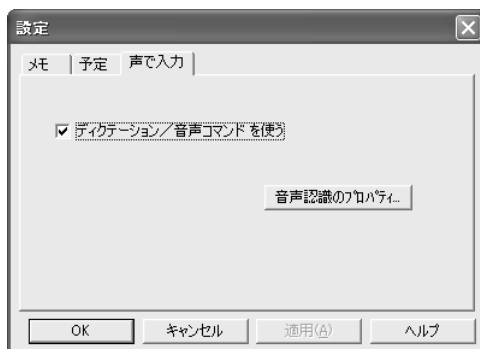 設定
メモ 予定 声で入力
ディクテーション／音声コマンド を使う
音声認識のﾌﾟﾛﾊﾟﾃｨ...
OK キャンセル 適用(A) ヘルプ